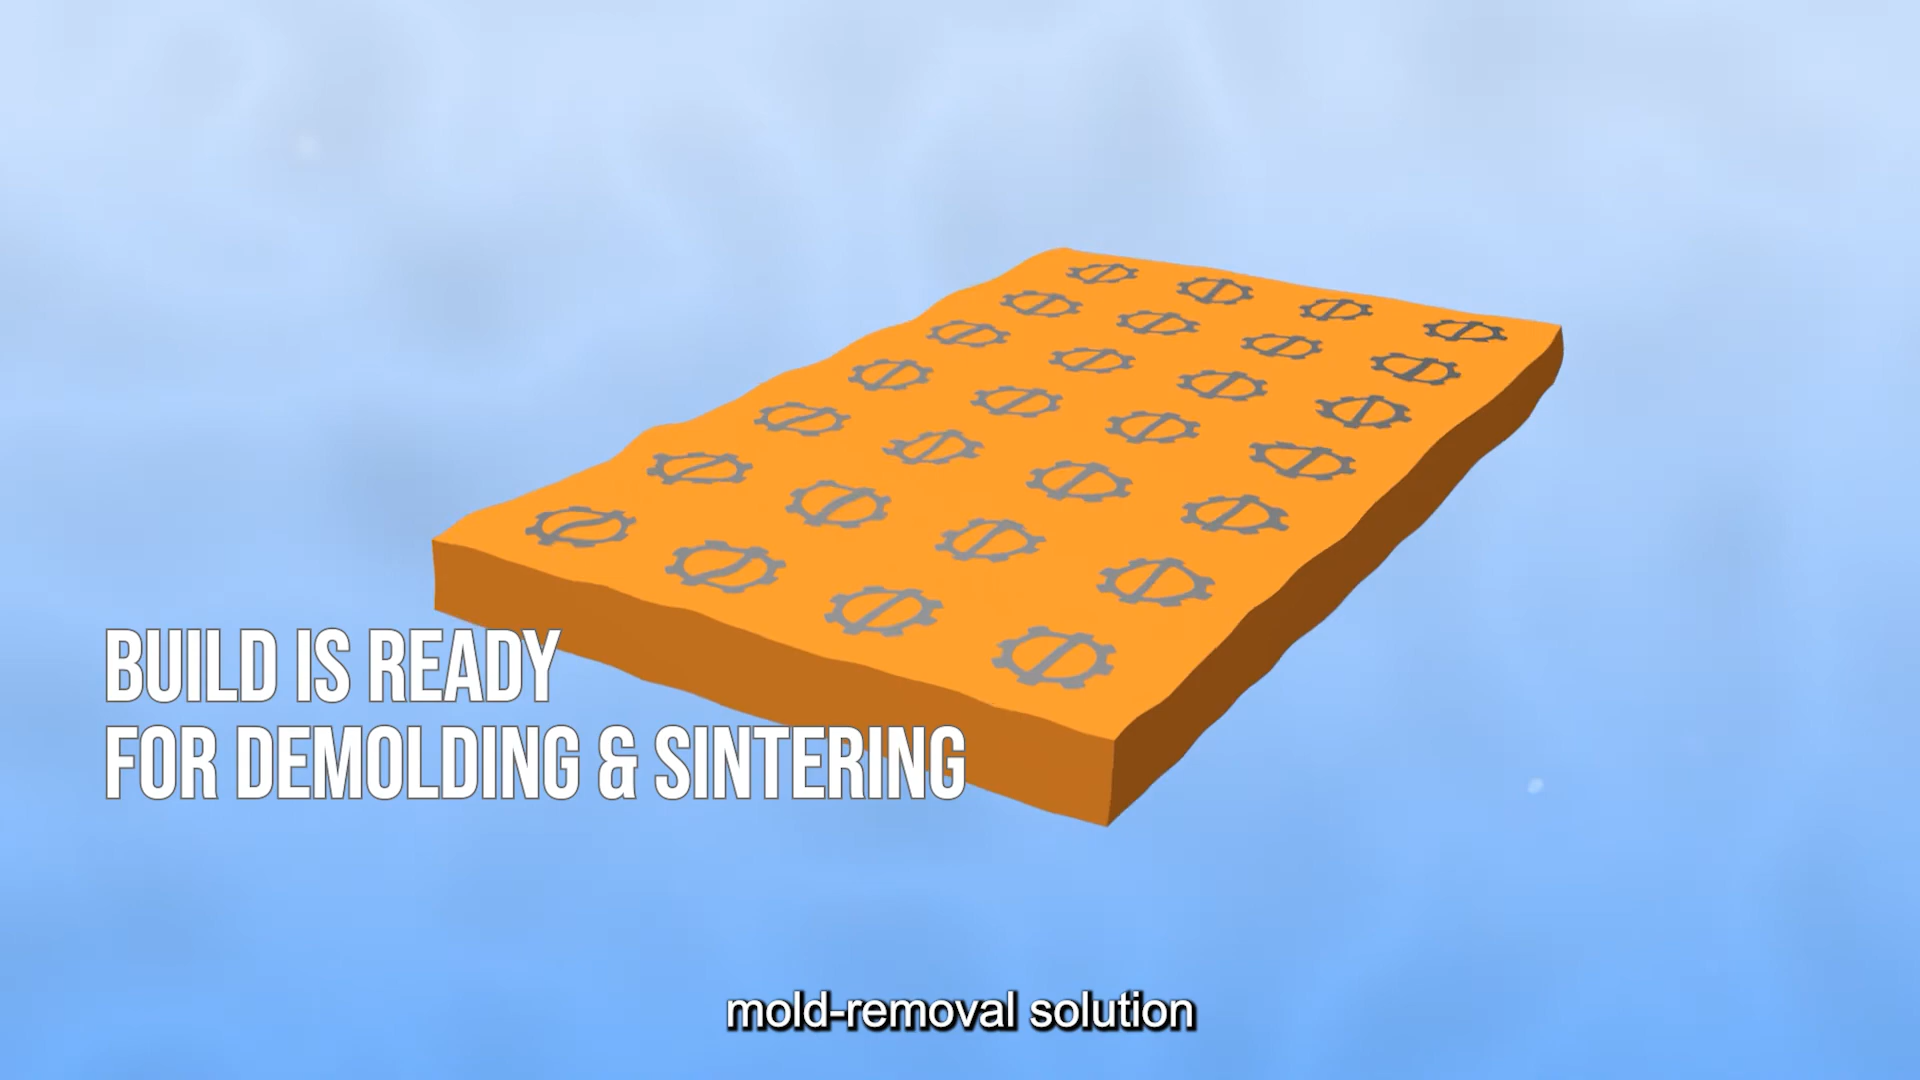 BUILD IS READY
FOR DEMOLDING & SINTERING
mold-removal solution